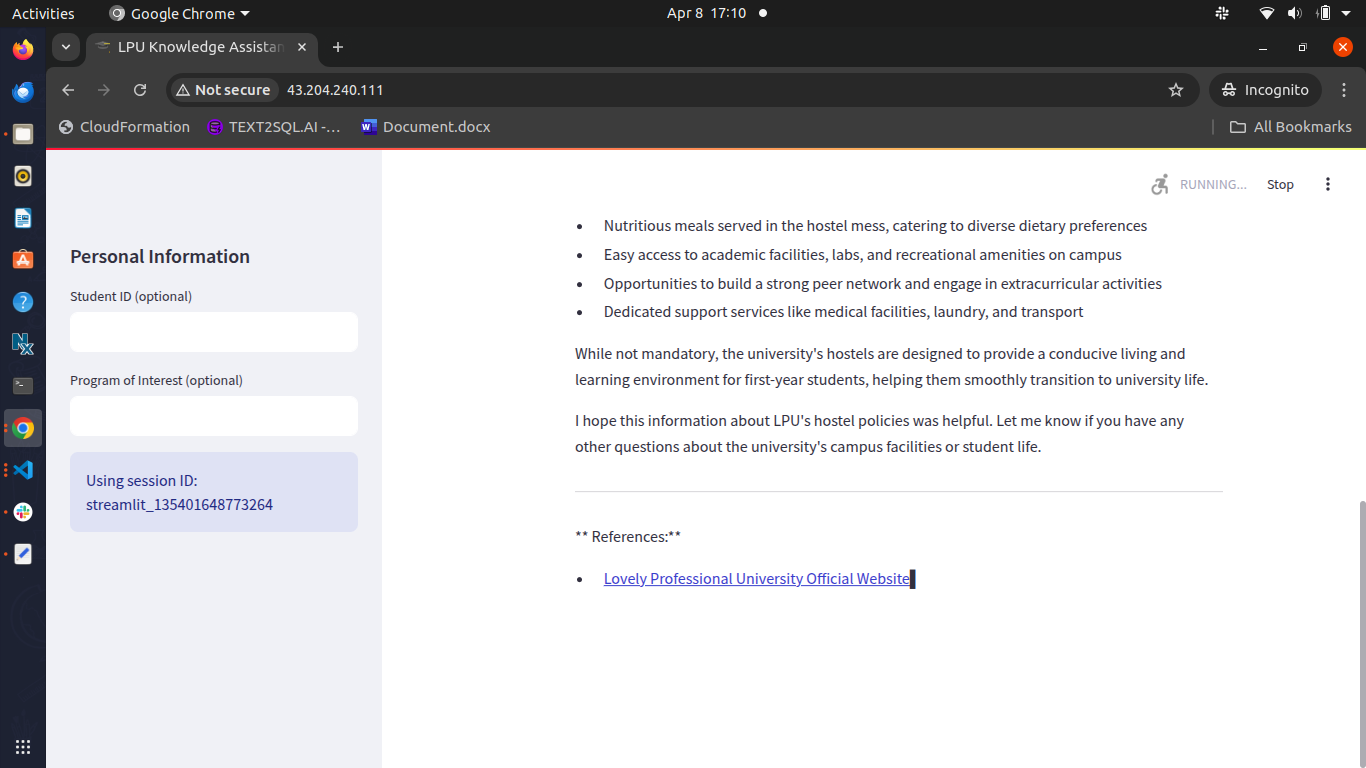 Activities
Google Chrome
Apr 8 17:10
LPU Knowledge Assistan
Not secure
43.204.240.111
Incognito
CloudFormation
TEXT2SQL.AI -...
Document.docx
All Bookmarks
RUNNING...
Stop
Personal Information
Student ID (optional)
Program of Interest (optional)
Using session ID:
streamlit_135401648773264
• Nutritious meals served in the hostel mess, catering to diverse dietary preferences
• Easy access to academic facilities, labs, and recreational amenities on campus
• Opportunities to build a strong peer network and engage in extracurricular activities
• Dedicated support services like medical facilities, laundry, and transport
While not mandatory, the university's hostels are designed to provide a conducive living and
learning environment for first-year students, helping them smoothly transition to university life.
I hope this information about LPU's hostel policies was helpful. Let me know if you have any
other questions about the university's campus facilities or student life.
** References:**
• Lovely Professional University Official Website